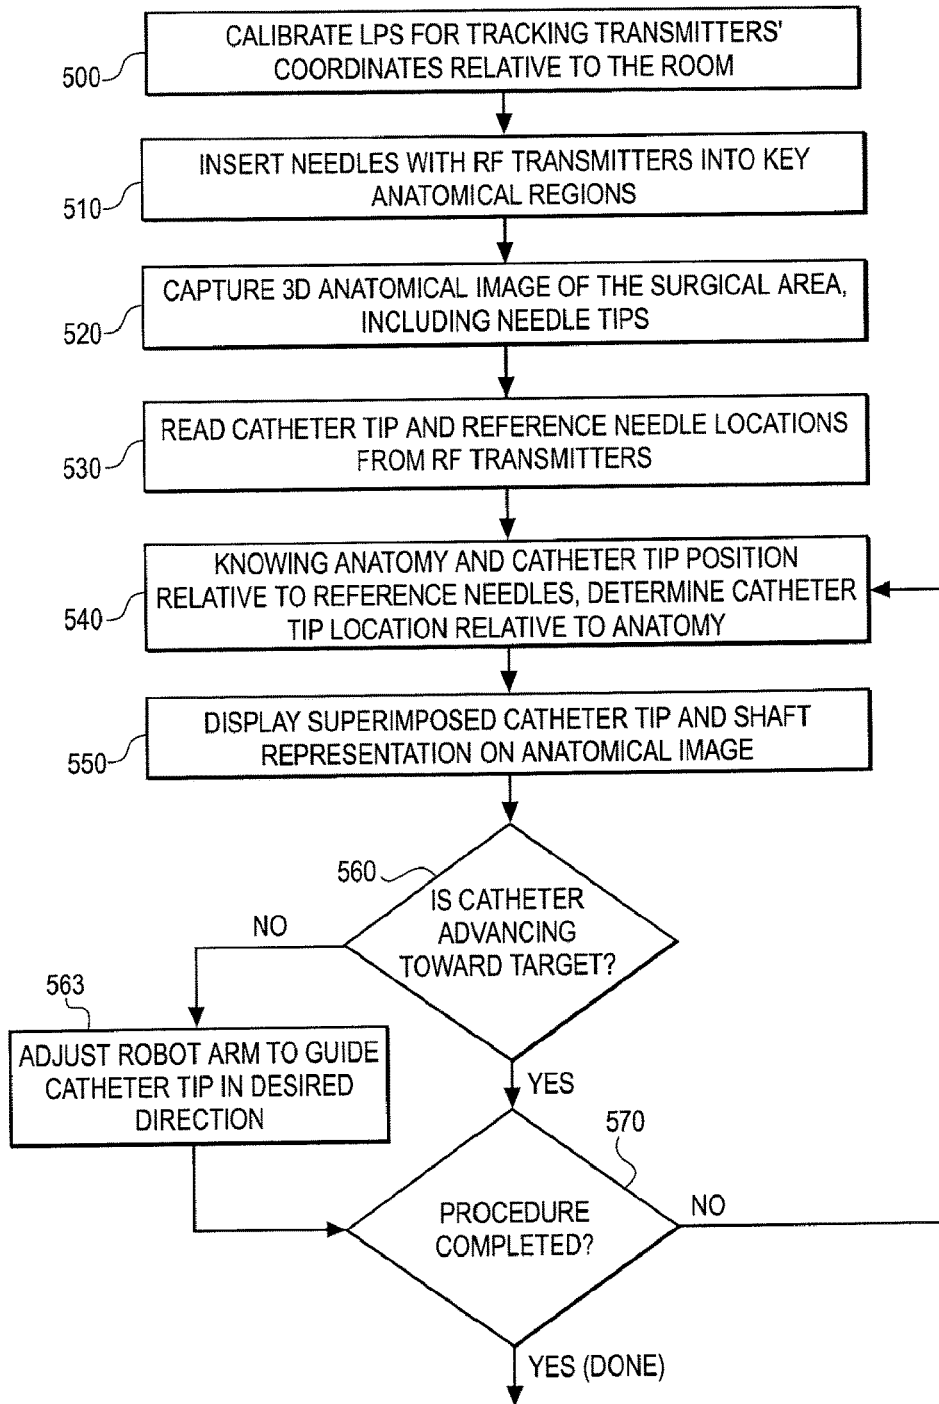 CALIBRATE LPS FOR TRACKING TRANSMITTERS'
COORDINATES RELATIVE TO THE ROOM
500
INSERT NEEDLES WITH RF TRANSMITTERS INTO KEY
ANATOMICAL REGIONS
510
CAPTURE 3D ANATOMICAL IMAGE OF THE SURGICAL AREA,
INCLUDING NEEDLE TIPS
520
READ CATHETER TIP AND REFERENCE NEEDLE LOCATIONS
FROM RF TRANSMITTERS
530
KNOWING ANATOMY AND CATHETER TIP POSITION
RELATIVE TO REFERENCE NEEDLES, DETERMINE CATHETER
TIP LOCATION RELATIVE TO ANATOMY
540
DISPLAY SUPERIMPOSED CATHETER TIP AND SHAFT
REPRESENTATION ON ANATOMICAL IMAGE
550
560
IS CATHETER
ADVANCING
TOWARD TARGET?
NO
563
ADJUST ROBOT ARM TO GUIDE
CATHETER TIP IN DESIRED
DIRECTION
YES
570
PROCEDURE
COMPLETED?
NO
YES (DONE)